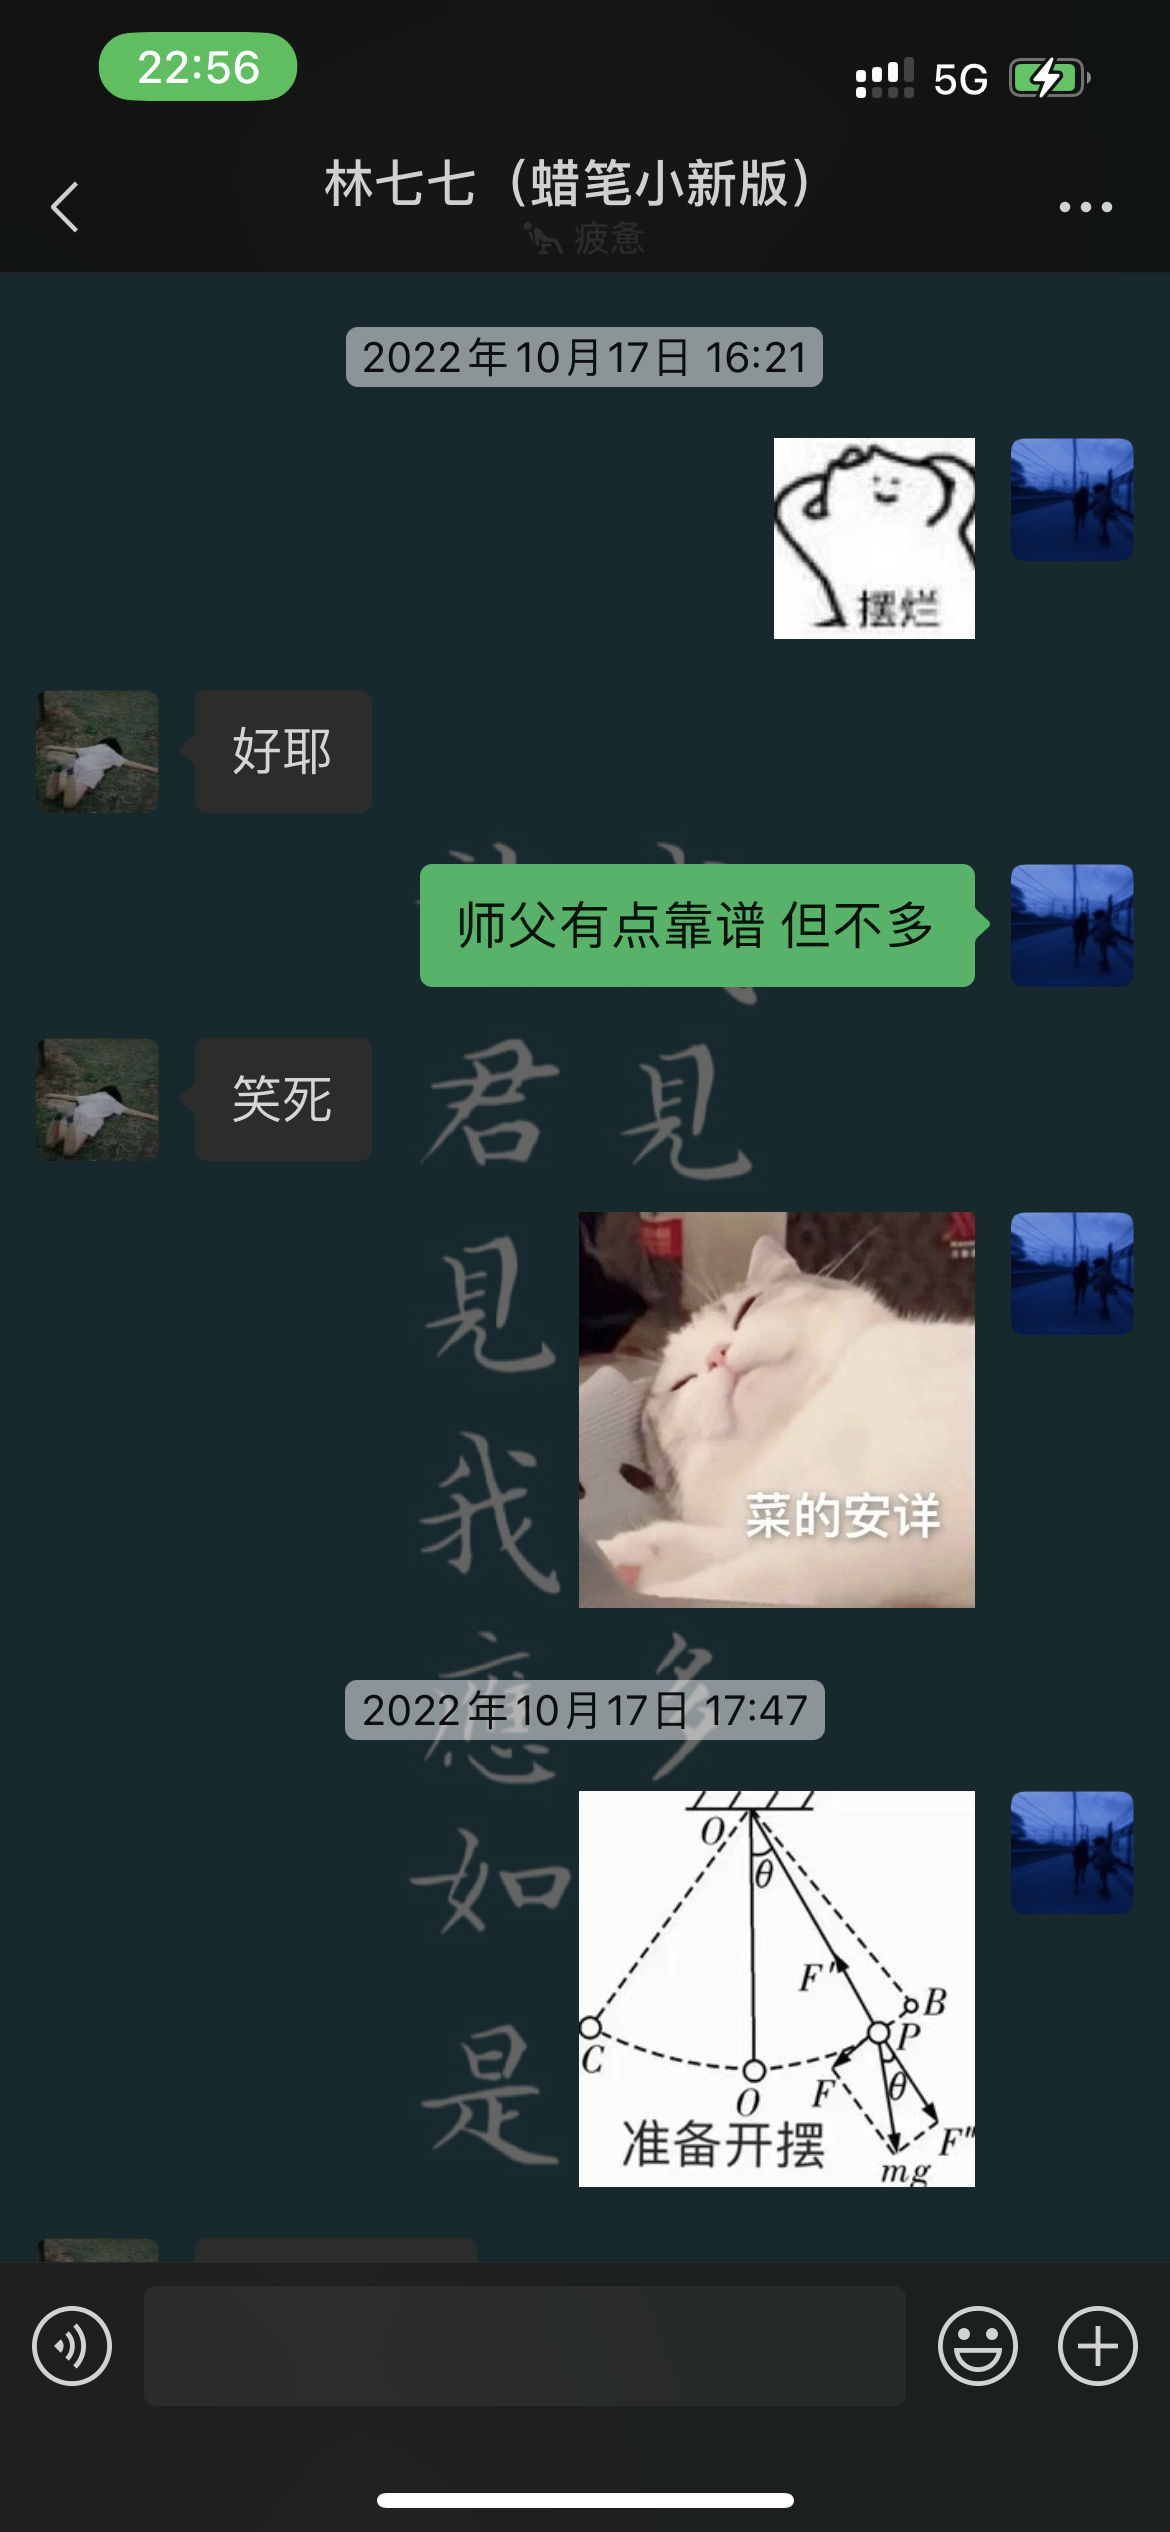 22:56
5G
林七七（蜡笔小新版）
疲惫
2022年10月17日 16:21
摆烂
好耶
师父有点靠谱 但不多
笑死
君 見
見
菜的安详
我
2022年10月17日 17:47
應 多
如
是
O
θ
F'
B
P
C
O
F
θ
F"
mg
准备开摆